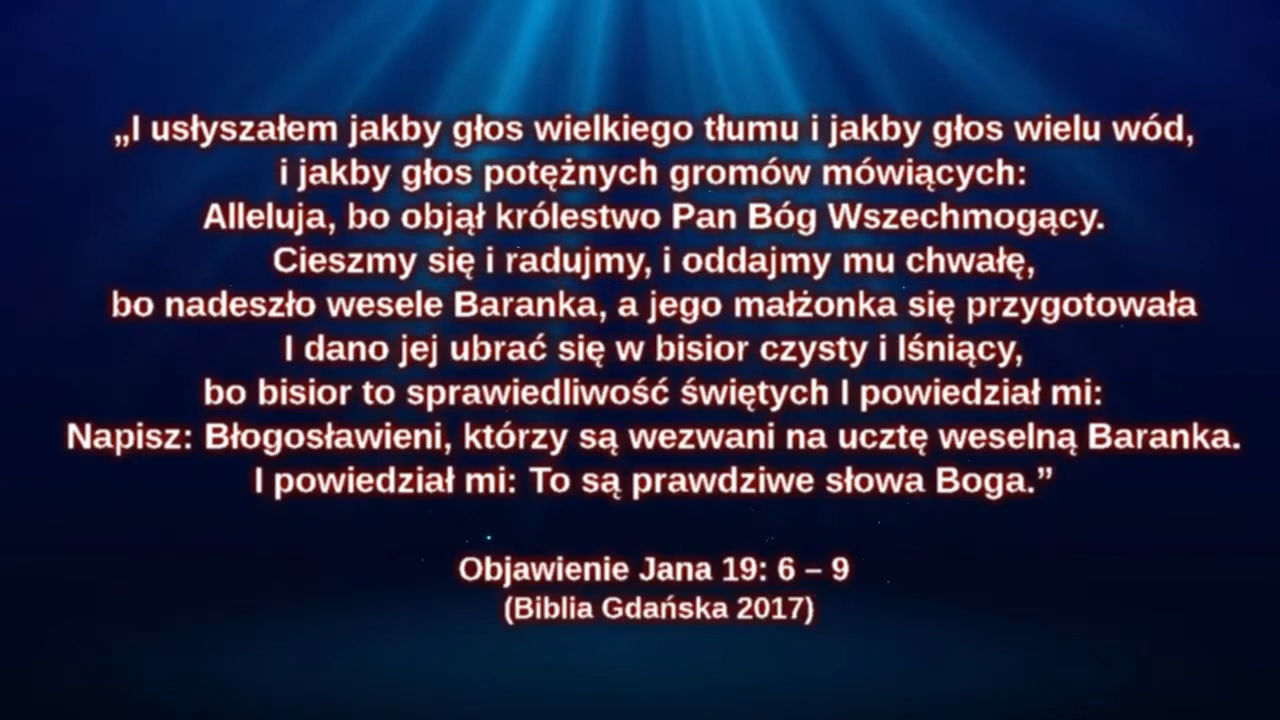 „I usłyszałem jakby głos wielkiego tłumu i jakby głos wielu wód,
i jakby głos potężnych gromów mówiących:
Alleluja, bo objął królestwo Pan Bóg Wszechmogący.
Cieszmy się i radujmy, i oddajmy mu chwałę,
bo nadeszło wesele Baranka, a jego małżonka się przygotowała
I dano jej ubrać się w bisior czysty i lśniący,
bo bisior to sprawiedliwość świętych I powiedział mi:
Napisz: Błogosławieni, którzy są wezwani na ucztę weselną Baranka.
I powiedział mi: To są prawdziwe słowa Boga.”
Objawienie Jana 19: 6 – 9
(Biblia Gdańska 2017)